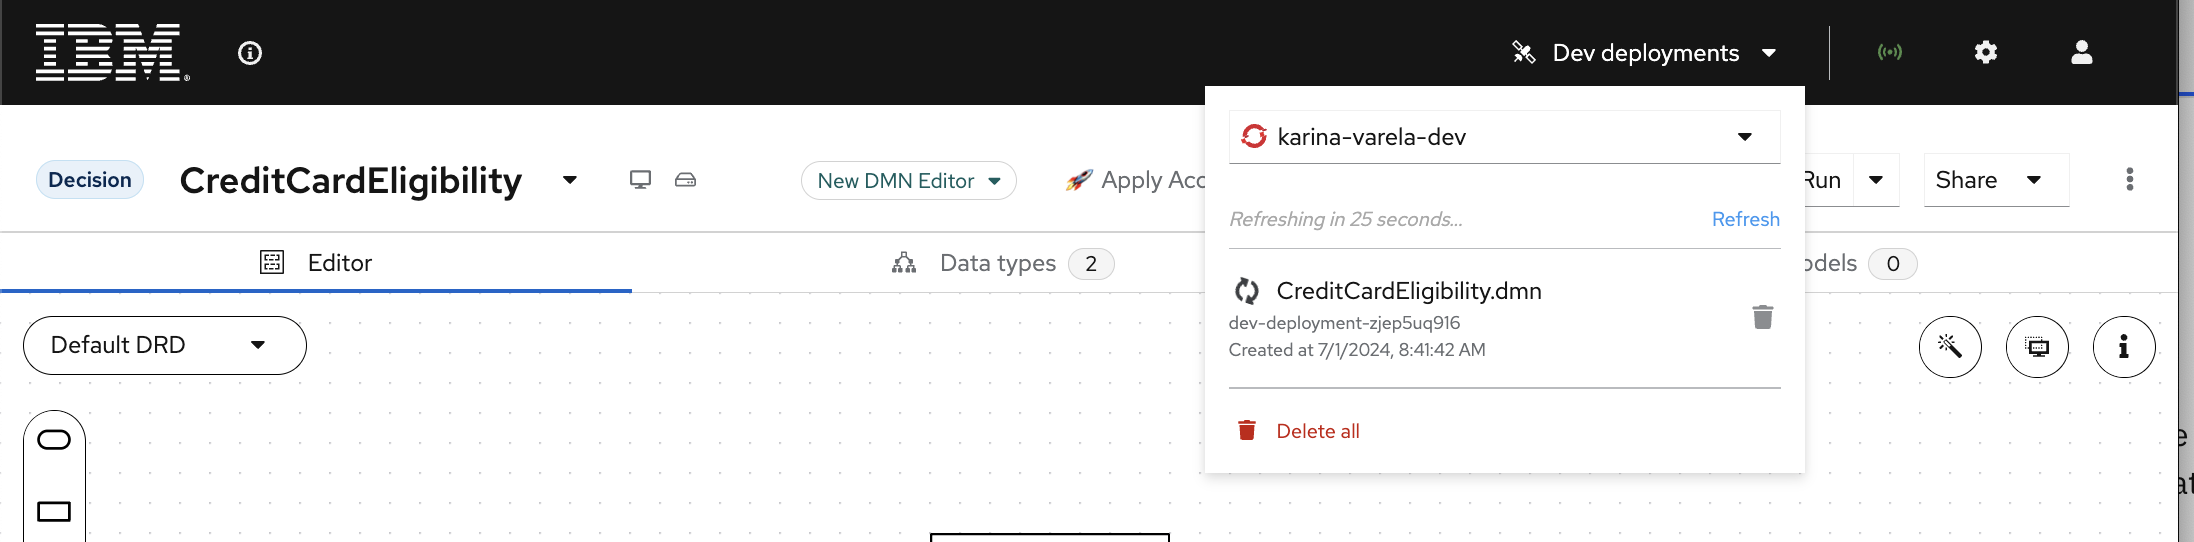 IBM
Dev deployments
karina-varela-dev
Decision
CreditCardEligibility
New DMN Editor
🚀 Apply Acc
Run
Share
Refreshing in 25 seconds...
Refresh
Editor
Data types 2
odels 0
CreditCardEligibility.dmn
dev-deployment-zjep5uq916
Created at 7/1/2024, 8:41:42 AM
Default DRD
Delete all
e
at